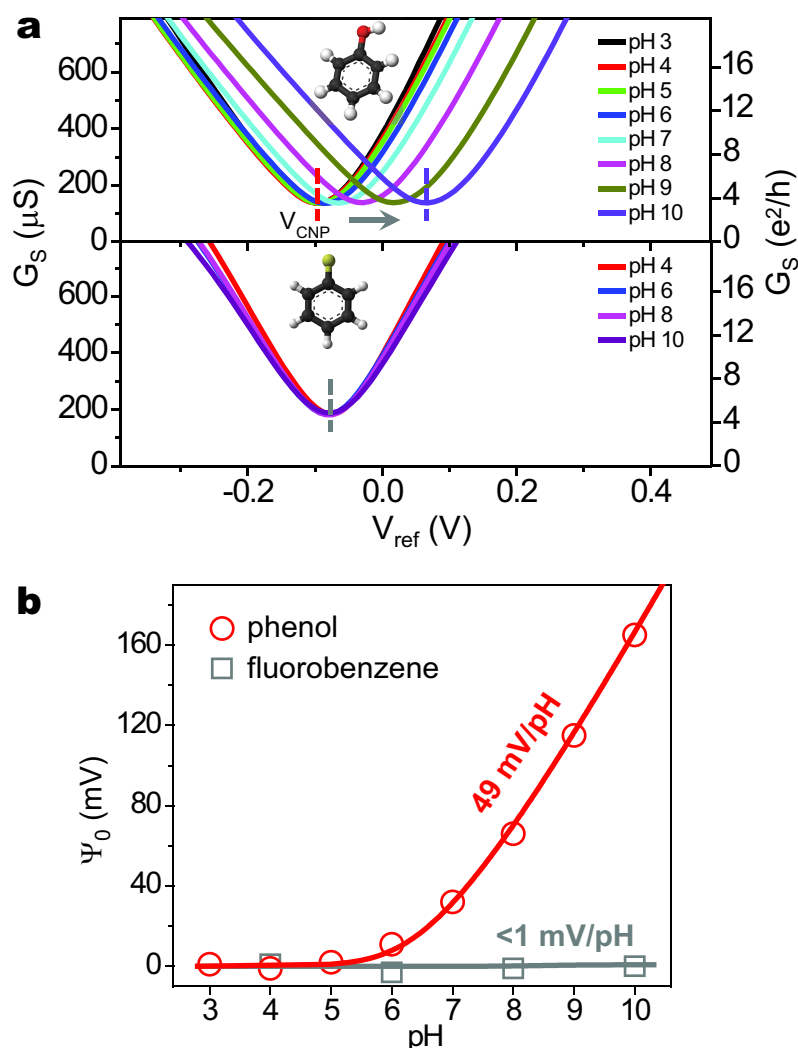 a
600
400
200
0
G_S (μS)
V_CNP
pH 3
pH 4
pH 5
pH 6
pH 7
pH 8
pH 9
pH 10
16
12
8
4
0
G_S (e²/h)
600
400
200
0
pH 4
pH 6
pH 8
pH 10
16
12
8
4
0
-0.2 0.0 0.2 0.4
V_ref (V)
b
phenol
fluorobenzene
49 mV/pH
<1 mV/pH
160
120
80
40
0
Ψ_0 (mV)
3 4 5 6 7 8 9 10
pH